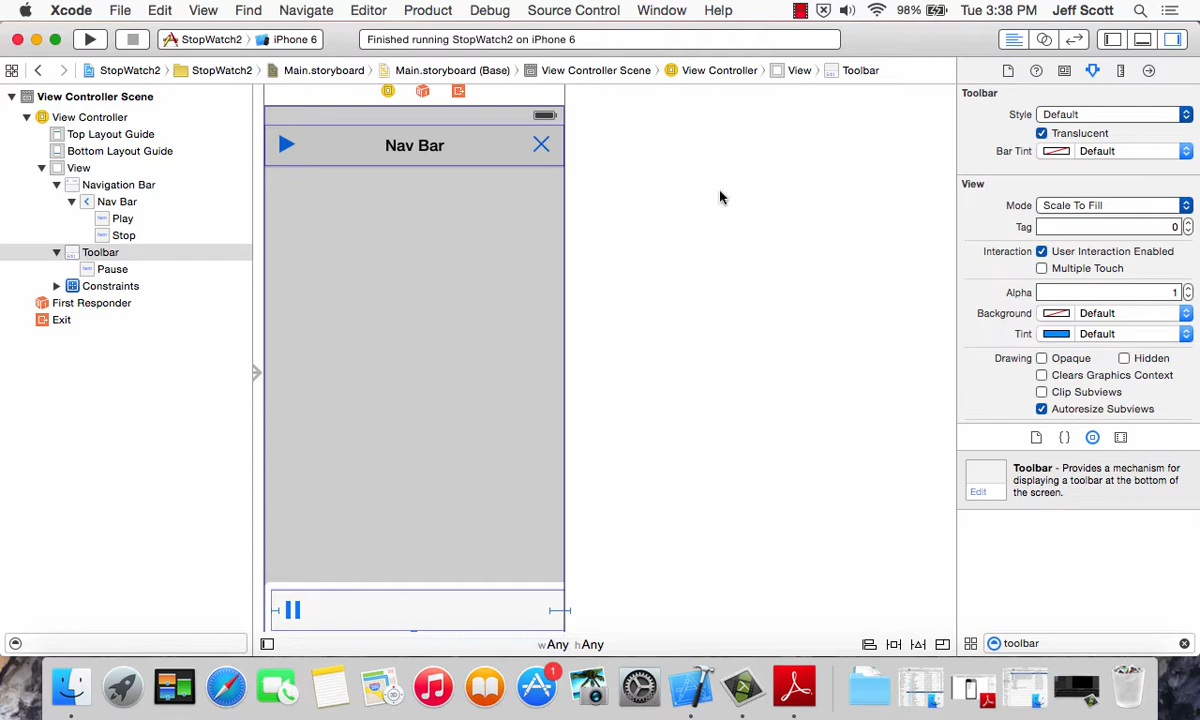 Xcode File Edit View Find Navigate Editor Product Debug Source Control Window Help 98% Tue 3:38 PM Jeff Scott
StopWatch2 iPhone 6 Finished running StopWatch2 on iPhone 6
StopWatch2 StopWatch2 Main.storyboard Main.storyboard (Base) View Controller Scene View Controller View Toolbar
View Controller Scene
View Controller
Top Layout Guide
Bottom Layout Guide
View
Navigation Bar
Nav Bar
Play
Stop
Toolbar
Pause
Constraints
First Responder
Exit
Nav Bar
wAny hAny
Toolbar
Style Default
Translucent
Bar Tint Default
View
Mode Scale To Fill
Tag 0
Interaction User Interaction Enabled
Multiple Touch
Alpha 1
Background Default
Tint Default
Drawing Opaque Hidden
Clears Graphics Context
Clip Subviews
Autoresize Subviews
Edit
Toolbar - Provides a mechanism for
displaying a toolbar at the bottom of
the screen.
toolbar
1